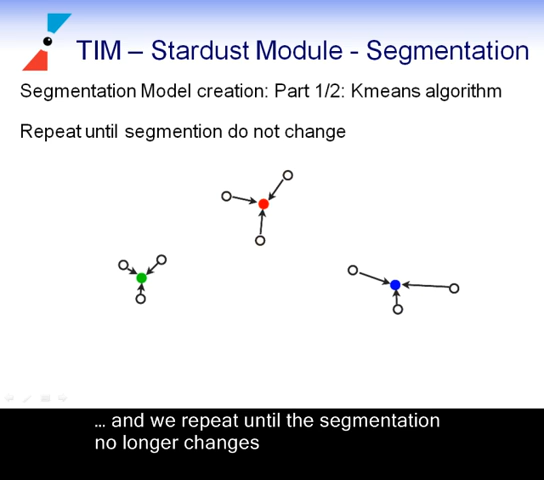 TIM – Stardust Module - Segmentation
Segmentation Model creation: Part 1/2: Kmeans algorithm
Repeat until segmention do not change
... and we repeat until the segmentation
no longer changes